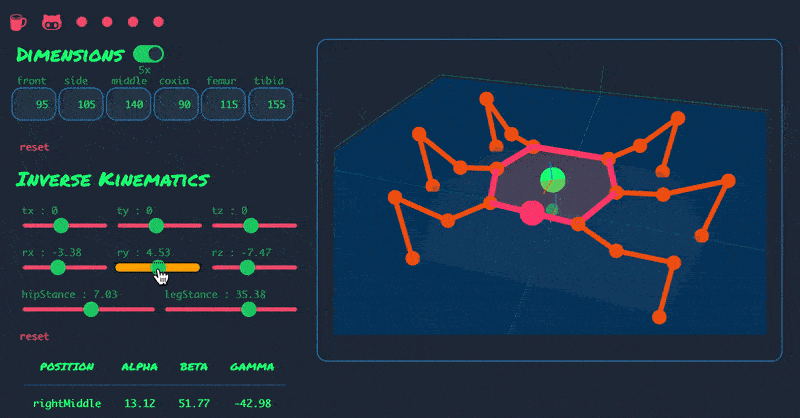 Dimensions
5x
front side middle coxia femur tibia
95 105 140 90 115 155
reset
Inverse Kinematics
tx : 0 ty : 0 tz : 0
rx : -3.38 ry : 4.53 rz : -7.47
hipStance : 7.03 legStance : 35.38
reset
POSITION ALPHA BETA GAMMA
rightMiddle 13.12 51.77 -42.98